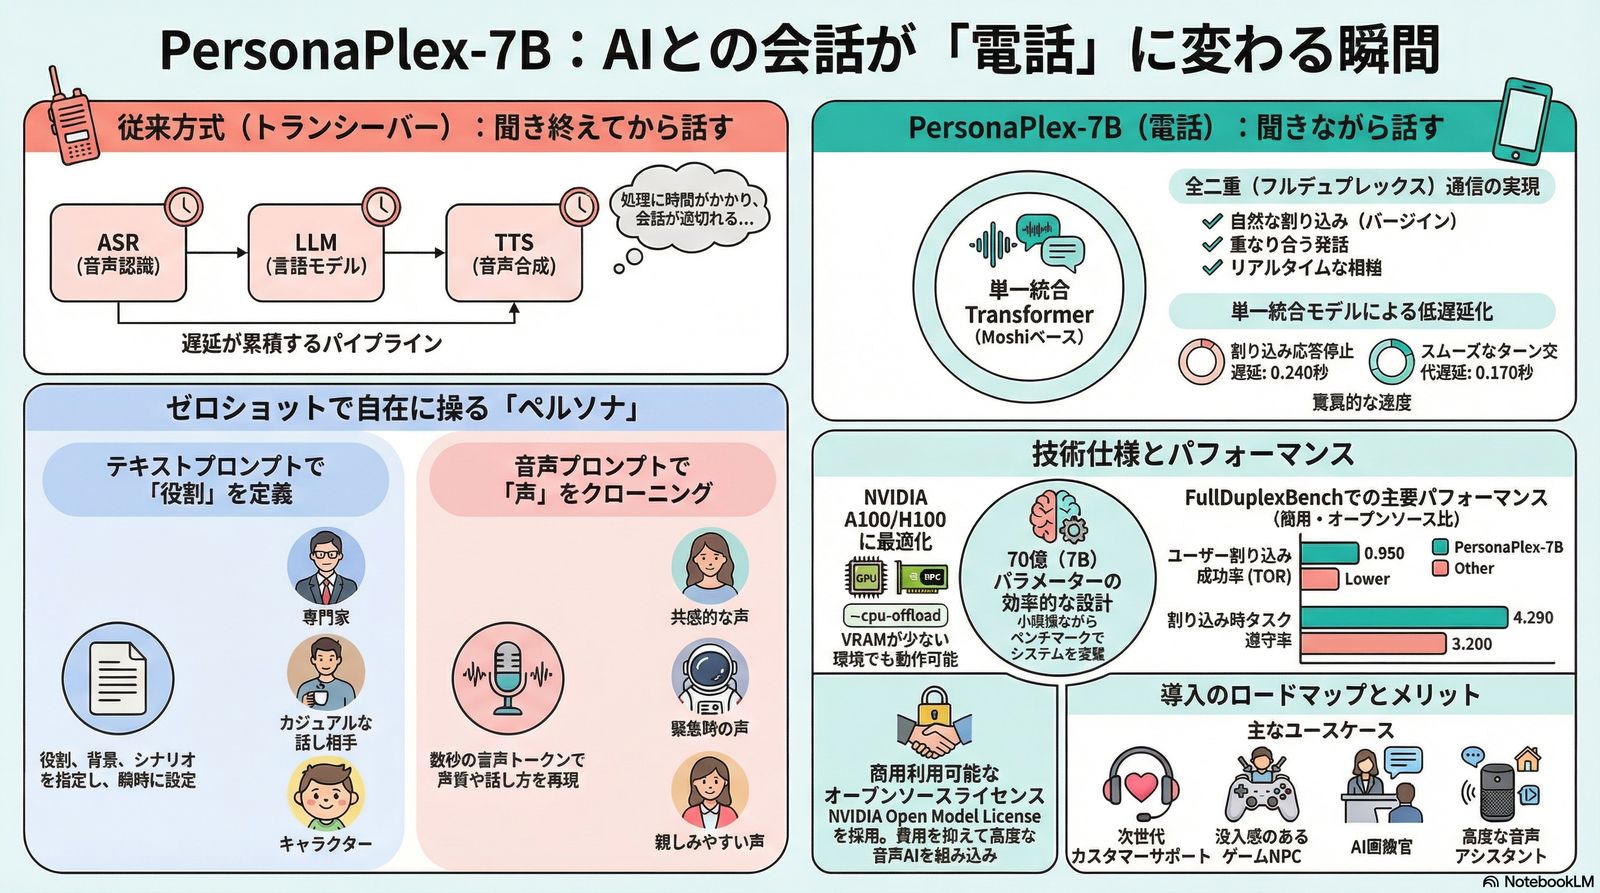 PersonaPlex-7B：AIとの会話が「電話」に変わる瞬間
従来方式（トランシーバー）：聞き終えてから話す
ASR
(音声認識)
LLM
(言語モデル)
TTS
(音声合成)
処理に時間がかかり、
会話が途切れる...
遅延が累積するパイプライン
PersonaPlex-7B（電話）：聞きながら話す
単一統合
Transformer
（Moshiベース）
全二重（フルデュプレックス）通信の実現
自然な割り込み（バージイン）
重なり合う発話
リアルタイムな相槌
単一統合モデルによる低遅延化
割り込み応答停止
遅延: 0.240秒
スムーズなターン交
代遅延: 0.170秒
的な速度
ゼロショットで自在に操る「ペルソナ」
テキストプロンプトで
「役割」を定義
役割、背景、シナリオ
を指定し、瞬時に設定
専門家
カジュアルな
話し相手
キャラクター
音声プロンプトで
「声」をクローニング
数秒の音声トークンで
声質や話し方を再現
共感的な声
の声
親しみやすい声
技術仕様とパフォーマンス
NVIDIA
A100/H100
に最適化
GPU
--cpu-offload
VRAMが少ない
環境でも動作可能
70億（7B）
パラメーターの
効率的な設計
ながら
ベンチマークで
システムを
FullDuplexBenchでの主要パフォーマンス
（簡用・オープンソース比）
ユーザー割り込み
成功率 (TOR)
0.950
Lower
PersonaPlex-7B
Other
割り込み時タスク
遵守率
4.290
3.200
商用利用可能な
オープンソースライセンス
NVIDIA Open Model License
を採用。費用を抑えて高度な
音声AIを組み込み
導入のロードマップとメリット
主なユースケース
次世代
カスタマーサポート
没入感のある
ゲームNPC
AI面官
高度な音声
アシスタント
NotebookLM